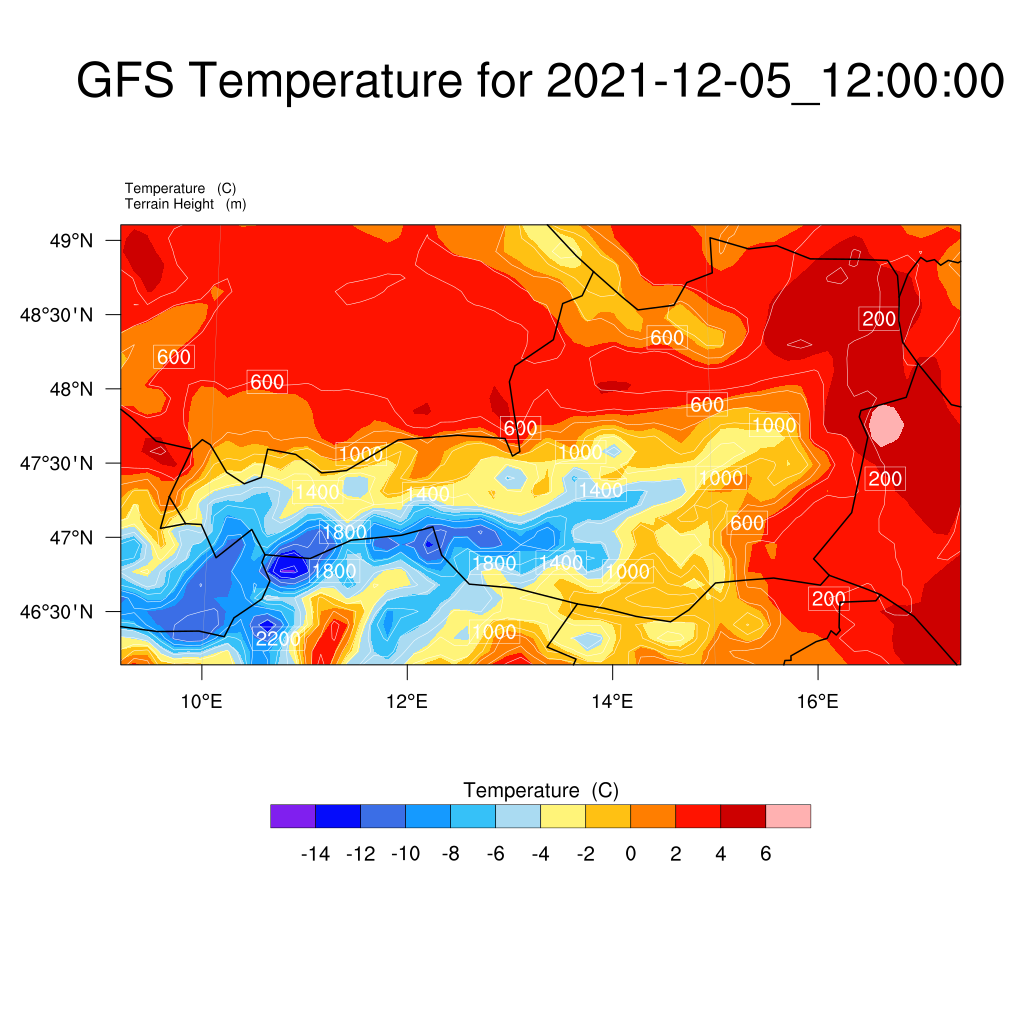 GFS Temperature for 2021-12-05_12:00:00
Temperature (C)
Terrain Height (m)
49°N
48°30'N
200
600
600
48°N
600
600
600
1000
47°30'N
1000
1000
1000
200
1400
1400
1400
600
47°N
1800
1800
1400
1800
1000
46°30'N
200
2200
1000
10°E 12°E 14°E 16°E
Temperature (C)
-14 -12 -10 -8 -6 -4 -2 0 2 4 6